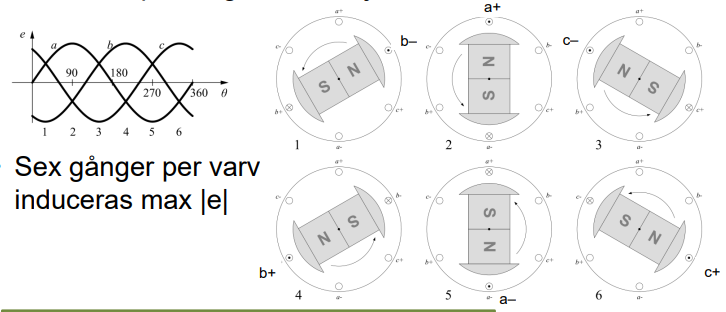 a+
e
a
b
c
90
180
270
360
θ
1
2
3
4
5
6
Sex gånger per varv
induceras max |e|
a+
c-
b-
b–
S
N
b+
c+
a-
1
a+
c-
b-
N
S
b+
c+
a-
2
c–
a+
c-
b-
N
S
b+
c+
a-
3
a+
c-
b-
N
S
b+
b+
c+
a-
4
a+
c-
b-
S
N
b+
c+
a-
a–
5
a+
c-
b-
S
N
b+
c+
c+
a-
6